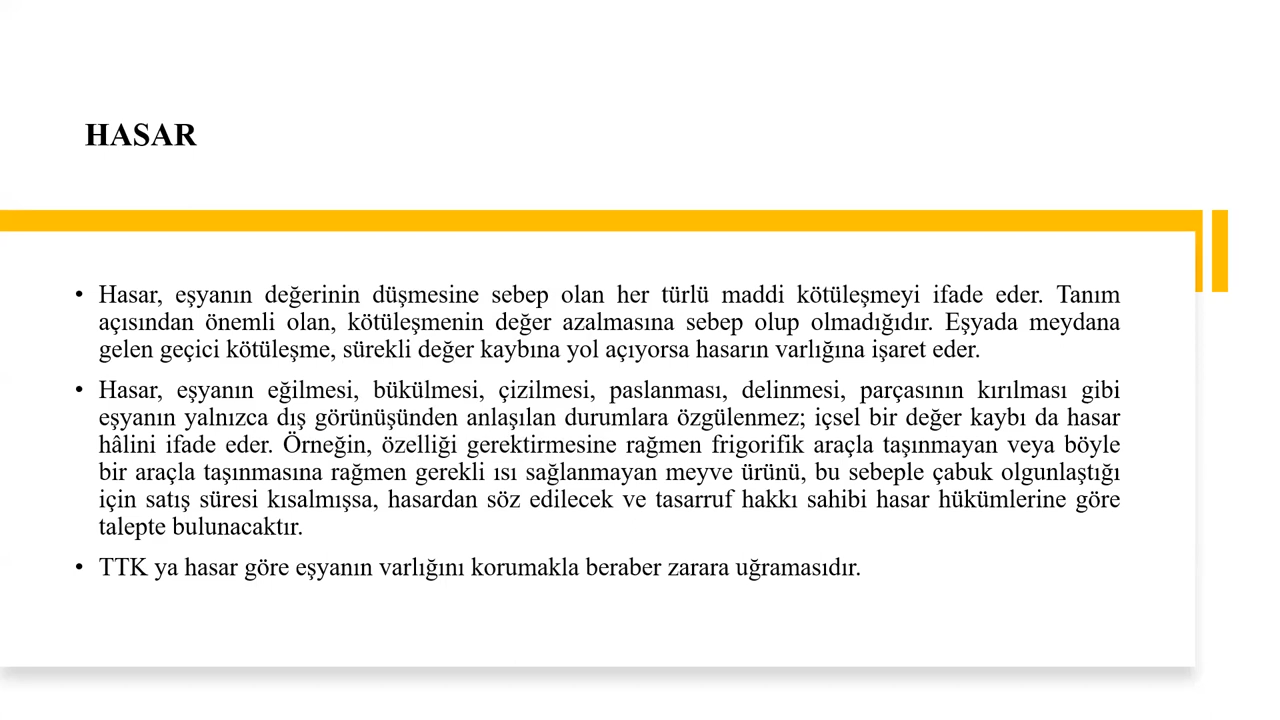 HASAR
• Hasar, eşyanın değerinin düşmesine sebep olan her türlü maddi kötüleşmeyi ifade eder. Tanım
açısından önemli olan, kötüleşmenin değer azalmasına sebep olup olmadığıdır. Eşyada meydana
gelen geçici kötüleşme, sürekli değer kaybına yol açıyorsa hasarın varlığına işaret eder.
• Hasar, eşyanın eğilmesi, bükülmesi, çizilmesi, paslanması, delinmesi, parçasının kırılması gibi
eşyanın yalnızca dış görünüşünden anlaşılan durumlara özgülenmez; içsel bir değer kaybı da hasar
hâlini ifade eder. Örneğin, özelliği gerektirmesine rağmen frigorifik araçla taşınmayan veya böyle
bir araçla taşınmasına rağmen gerekli ısı sağlanmayan meyve ürünü, bu sebeple çabuk olgunlaştığı
için satış süresi kısalmışsa, hasardan söz edilecek ve tasarruf hakkı sahibi hasar hükümlerine göre
talepte bulunacaktır.
• TTK ya hasar göre eşyanın varlığını korumakla beraber zarara uğramasıdır.